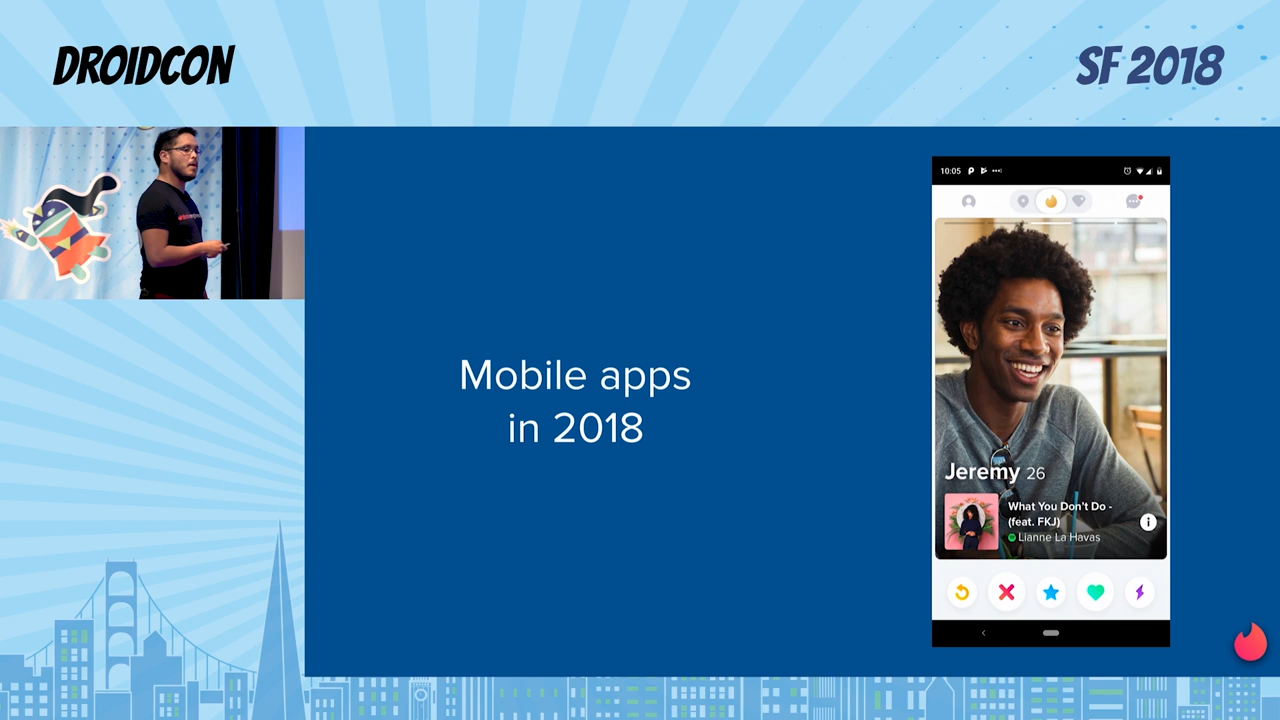 DROIDCON
SF 2018
Mobile apps
in 2018
10:05
Jeremy 26
What You Don't Do -
(feat. FKJ)
Lianne La Havas